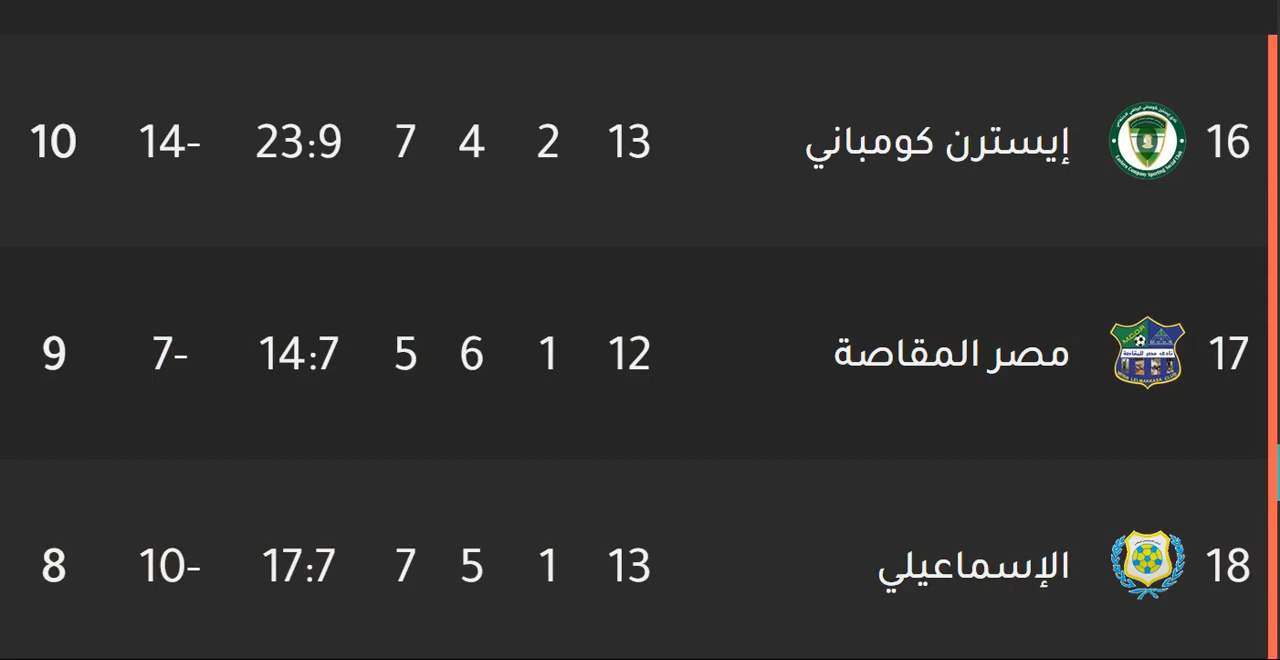 16 إيسترن كومباني 13 2 4 7 23:9 14- 10
17 مصر المقاصة 12 1 6 5 14:7 7- 9
18 الإسماعيلي 13 1 5 7 17:7 10- 8